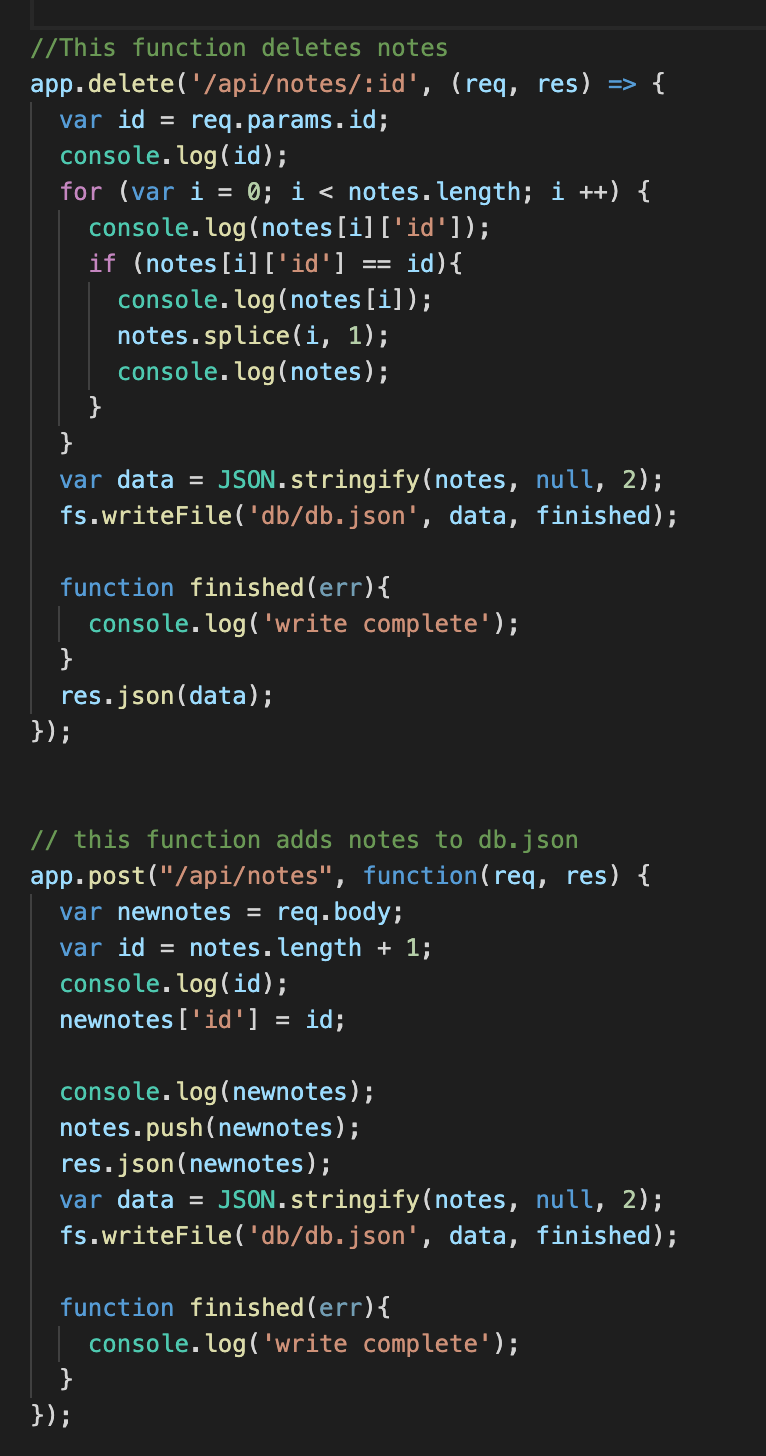 //This function deletes notes
app.delete('/api/notes/:id', (req, res) => {
  var id = req.params.id;
  console.log(id);
  for (var i = 0; i < notes.length; i ++) {
    console.log(notes[i]['id']);
    if (notes[i]['id'] == id){
      console.log(notes[i]);
      notes.splice(i, 1);
      console.log(notes);
    }
  }
  var data = JSON.stringify(notes, null, 2);
  fs.writeFile('db/db.json', data, finished);

  function finished(err){
    console.log('write complete');
  }
  res.json(data);
});


// this function adds notes to db.json
app.post("/api/notes", function(req, res) {
  var newnotes = req.body;
  var id = notes.length + 1;
  console.log(id);
  newnotes['id'] = id;

  console.log(newnotes);
  notes.push(newnotes);
  res.json(newnotes);
  var data = JSON.stringify(notes, null, 2);
  fs.writeFile('db/db.json', data, finished);

  function finished(err){
    console.log('write complete');
  }
});